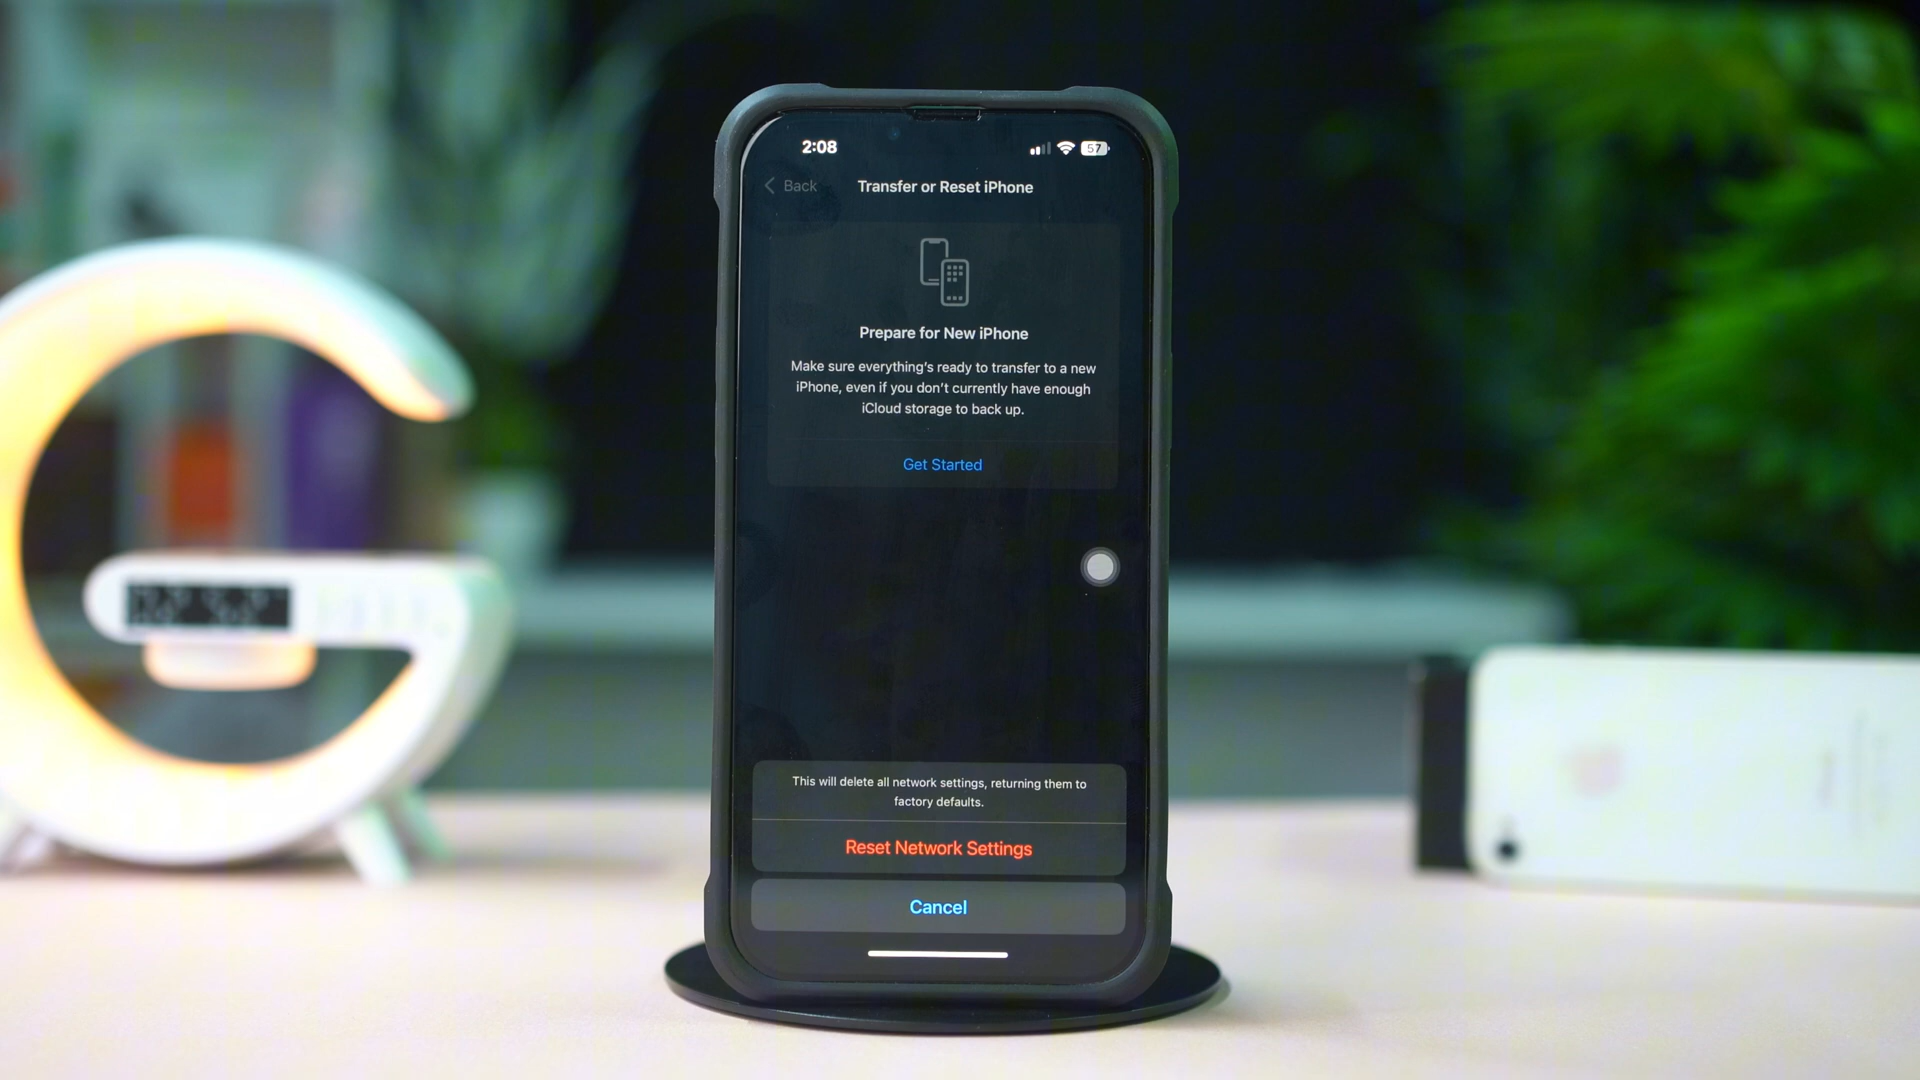 2:08
57
Back
Transfer or Reset iPhone
Prepare for New iPhone
Make sure everything's ready to transfer to a new
iPhone, even if you don't currently have enough
iCloud storage to back up.
Get Started
This will delete all network settings, returning them to
factory defaults.
Reset Network Settings
Cancel